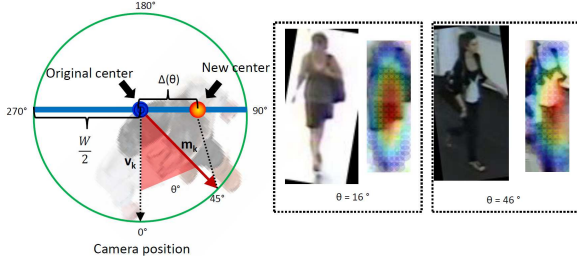 180°
Original center
Δ(θ)
New center
270°
90°
W
2
v_k
m_k
θ°
45°
0°
Camera position
θ = 16 °
θ = 46 °